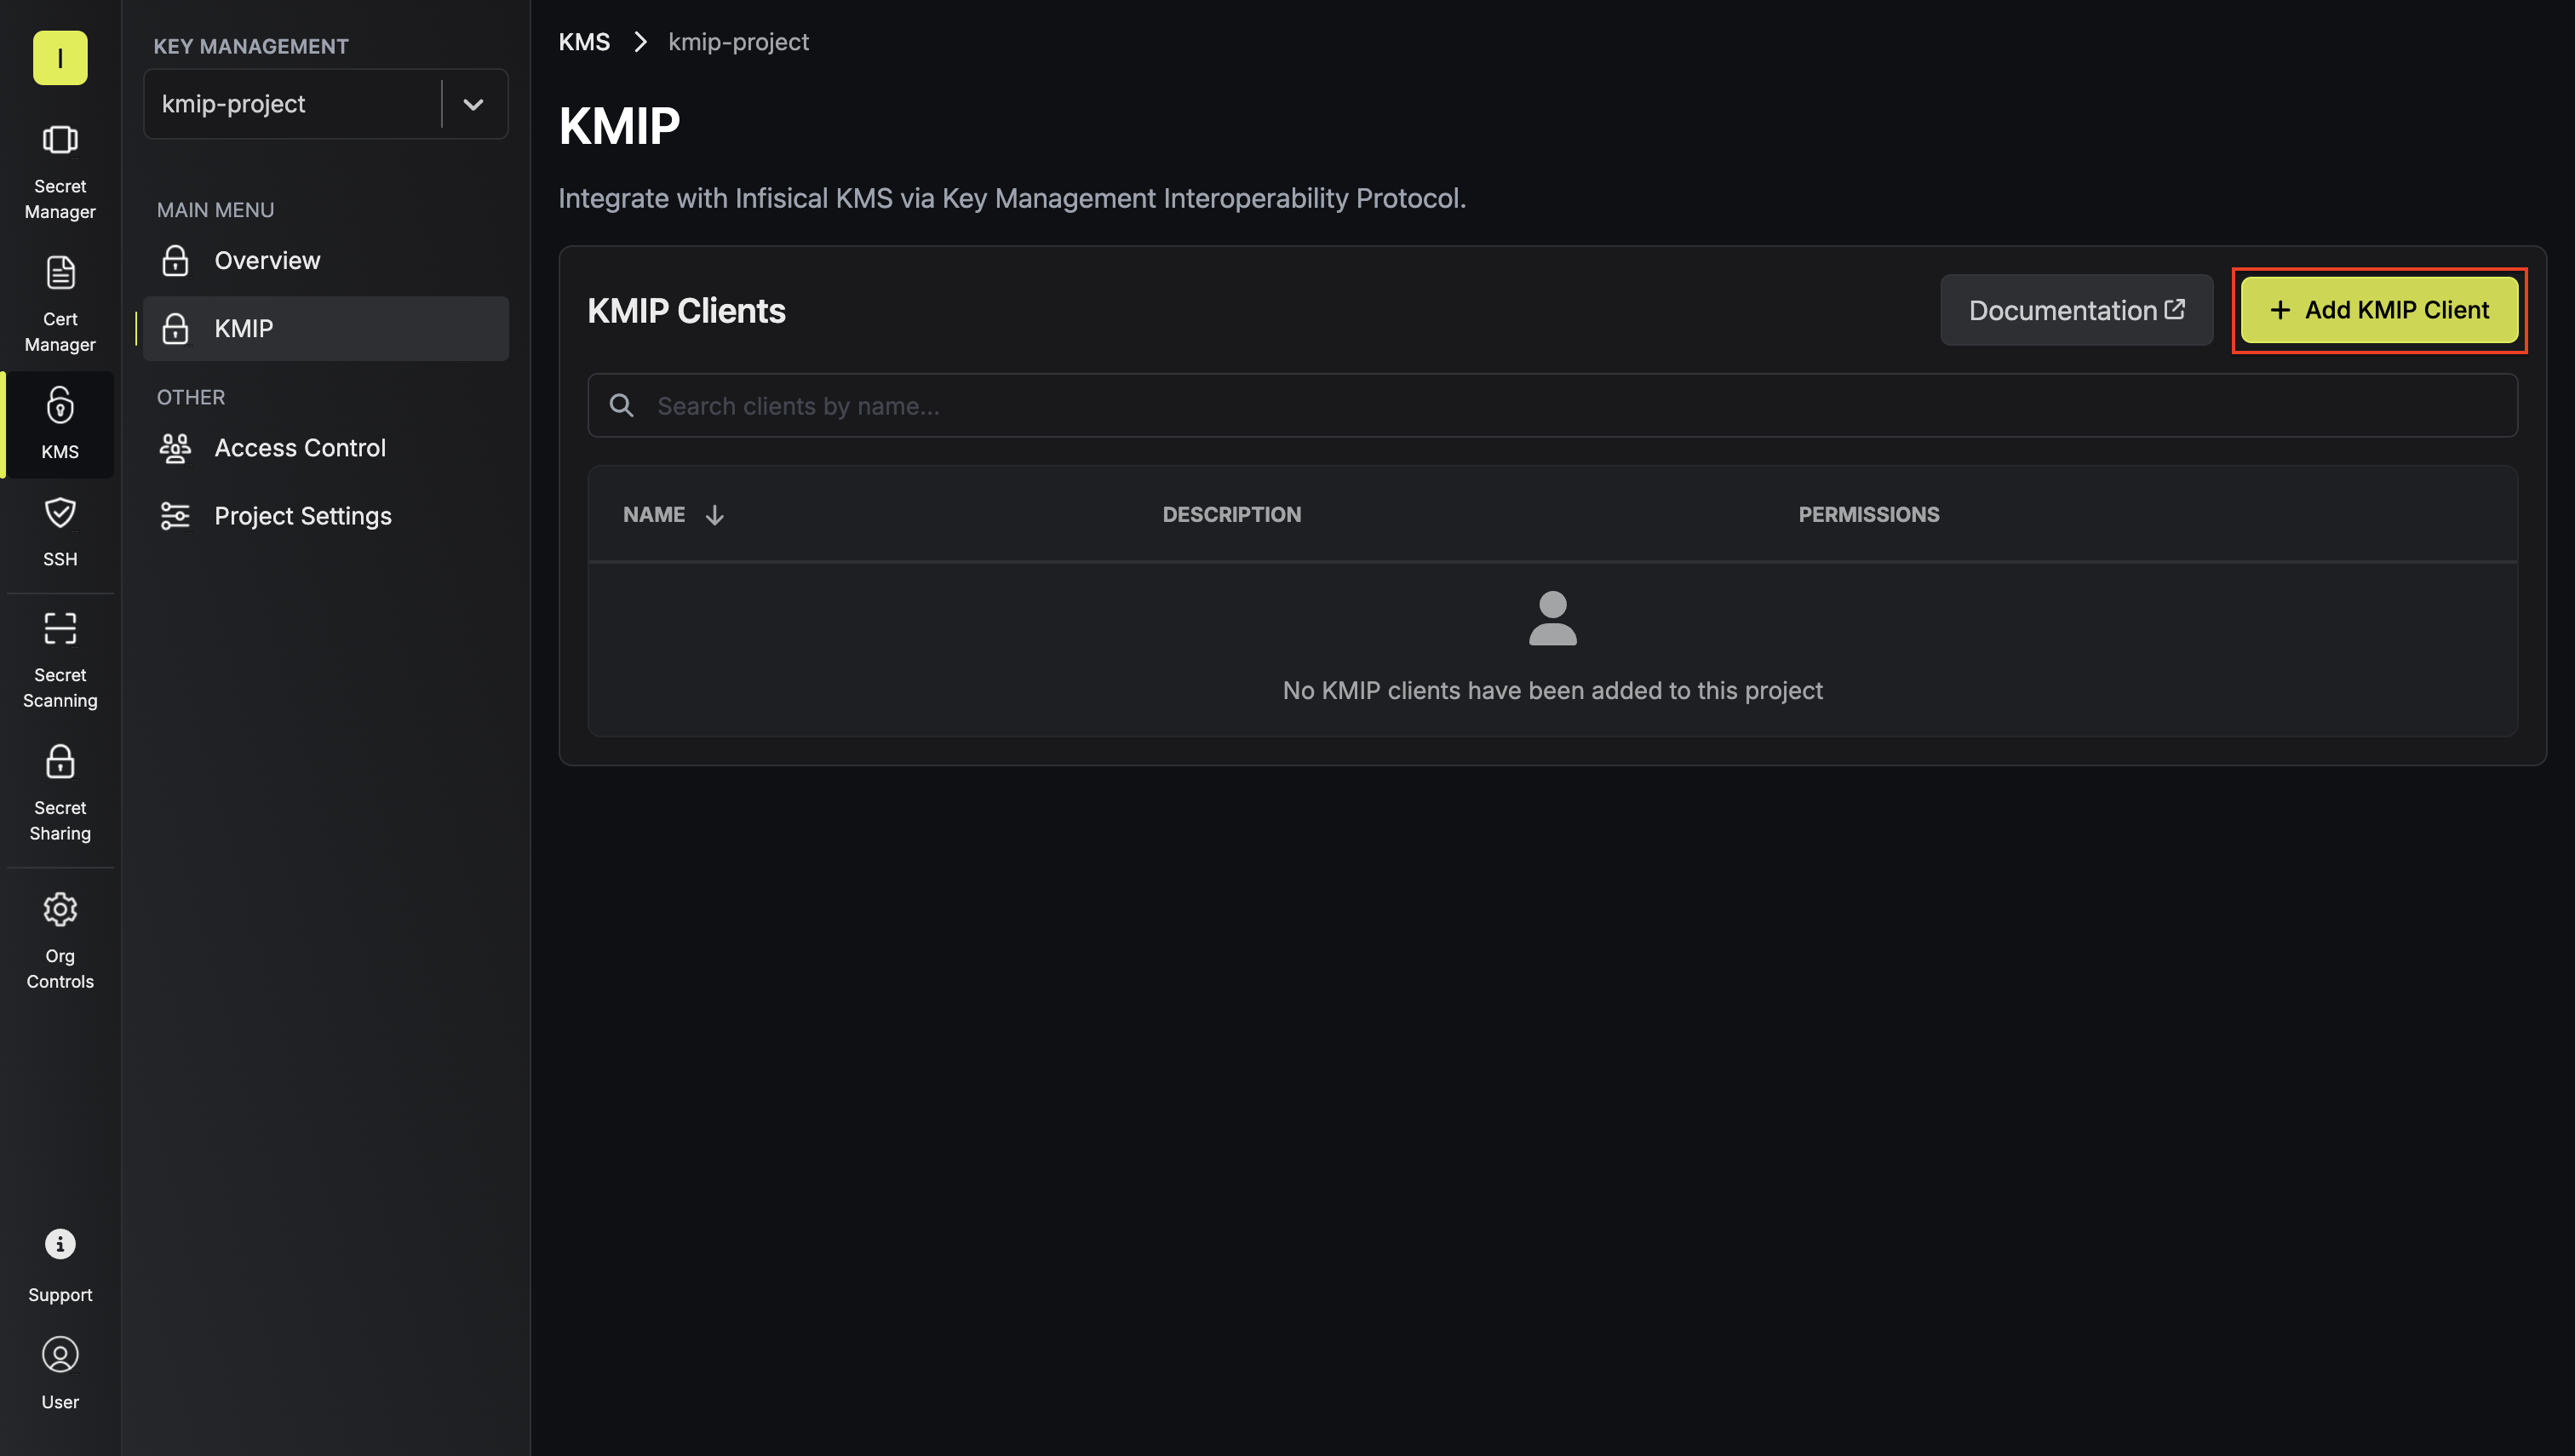 I
Secret
Manager
Cert
Manager
KMS
SSH
Secret
Scanning
Secret
Sharing
Org
Controls
Support
User
KEY MANAGEMENT
kmip-project
MAIN MENU
Overview
KMIP
OTHER
Access Control
Project Settings
KMS > kmip-project
KMIP
Integrate with Infisical KMS via Key Management Interoperability Protocol.
KMIP Clients
Documentation
+ Add KMIP Client
Search clients by name...
NAME ↓ DESCRIPTION PERMISSIONS
No KMIP clients have been added to this project